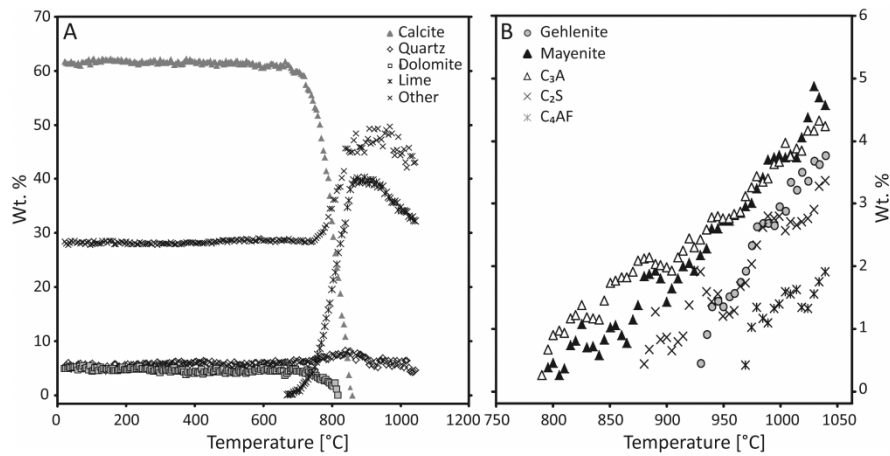 A
Calcite
Quartz
Dolomite
Lime
Other
Wt. %
70
60
50
40
30
20
10
0
0 200 400 600 800 1000 1200
Temperature [°C]
B
Gehlenite
Mayenite
C₃A
C₂S
C₄AF
6
5
4
3
2
1
0
Wt. %
750 800 850 900 950 1000 1050
Temperature [°C]